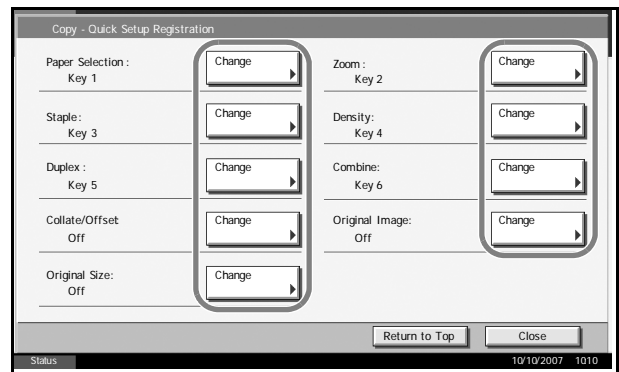 Copy - Quick Setup Registration
Paper Selection :
Key 1
Change
Zoom :
Key 2
Change
Staple:
Key 3
Change
Density:
Key 4
Change
Duplex :
Key 5
Change
Combine:
Key 6
Change
Collate/Offset
Off
Change
Original Image:
Off
Change
Original Size:
Off
Change
Return to Top
Close
Status
10/10/2007 1010